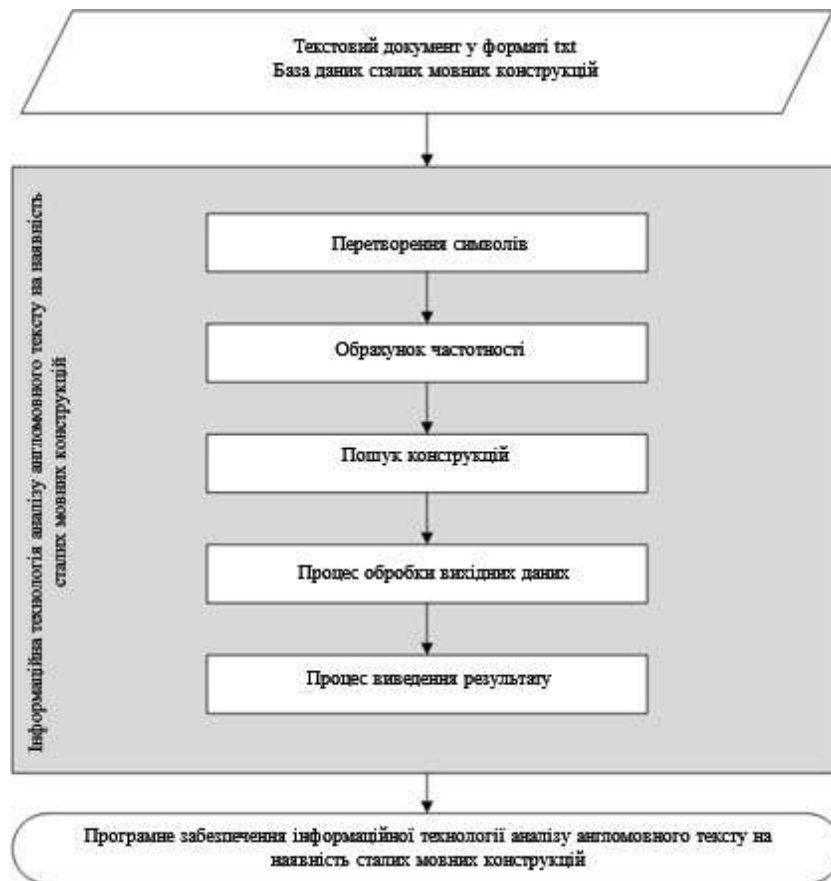 Текстовий документ у форматі txt
База даних сталих мовних конструкцій
Інформаційна технологія аналізу англомовного тексту на наявність
сталих мовних конструкцій
Перетворення символів
Обрахунок частотності
Пошук конструкцій
Процес обробки вихідних даних
Процес виведення результату
Програмне забезпечення інформаційної технології аналізу англомовного тексту на
наявність сталих мовних конструкцій